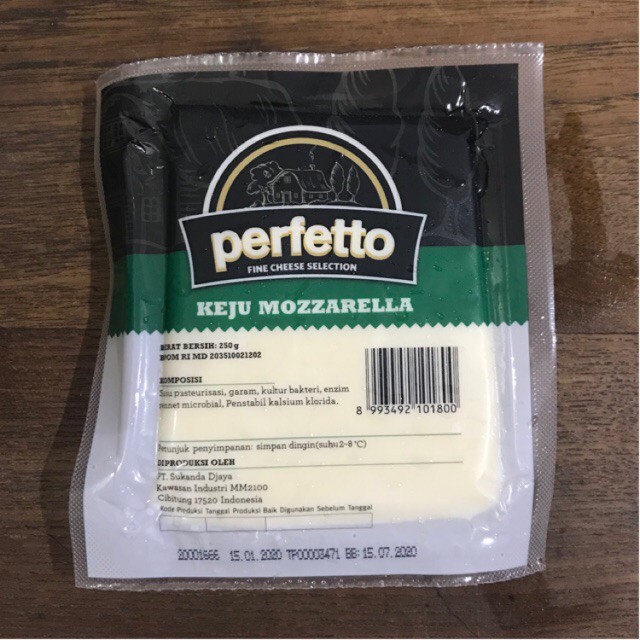 perfetto
FINE CHEESE SELECTION
KEJU MOZZARELLA
BERAT BERSIH: 250 g
BPOM RI MD 203510021202
KOMPOSISI
Susu pasteurisasi, garam, kultur bakteri, enzim
rennet microbial, Penstabil kalsium klorida,
8 993492 101800
Petunjuk penyimpanan: simpan dingin(suhu 2-8°C)
DIPRODUKSI OLEH
PT. Sukanda Djaya
Kawasan Industri MM2100
Cibitung 17520 Indonesia
Kode Produksi Tanggal Produksi Baik Digunakan Sebelum Tanggal
20001666 15.01.2020 TP00003471 BB: 15.07.2020